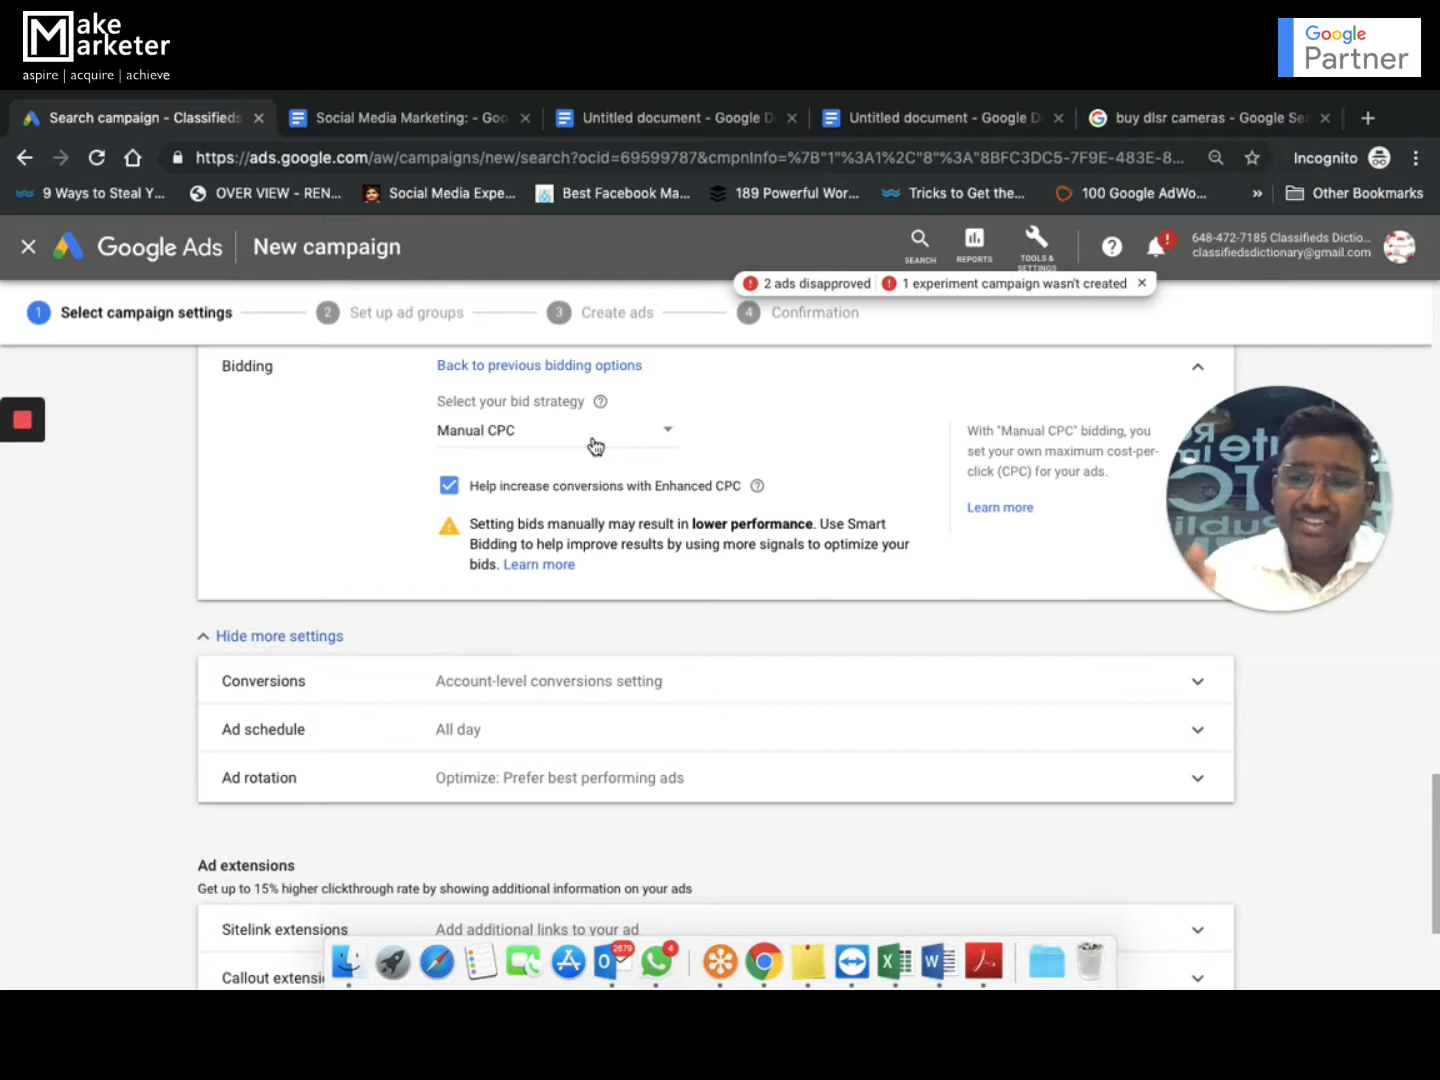 Make
Marketer
aspire | acquire | achieve
Google
Partner
Search campaign - Classifieds
Social Media Marketing: - Goo
Untitled document - Google D
Untitled document - Google D
buy dlsr cameras - Google Se
https://ads.google.com/aw/campaigns/new/search?ocid=69599787&cmpnInfo=%7B"1"%3A1%2C"8"%3A"8BFC3DC5-7F9E-483E-8...
Incognito
9 Ways to Steal Y...
OVER VIEW - REN...
Social Media Expe...
Best Facebook Ma...
189 Powerful Wor...
Tricks to Get the...
100 Google AdWo...
»
Other Bookmarks
Google Ads
New campaign
SEARCH
REPORTS
TOOLS &
SETTINGS
648-472-7185 Classifieds Dictio...
classifiedsdictionary@gmail.com
2 ads disapproved
1 experiment campaign wasn't created
1 Select campaign settings
2 Set up ad groups
3 Create ads
4 Confirmation
Bidding
Back to previous bidding options
Select your bid strategy
Manual CPC
Help increase conversions with Enhanced CPC
Setting bids manually may result in lower performance. Use Smart
Bidding to help improve results by using more signals to optimize your
bids. Learn more
With "Manual CPC" bidding, you
set your own maximum cost-per-
click (CPC) for your ads.
Learn more
Hide more settings
Conversions
Account-level conversions setting
Ad schedule
All day
Ad rotation
Optimize: Prefer best performing ads
Ad extensions
Get up to 15% higher clickthrough rate by showing additional information on your ads
Sitelink extensions
Add additional links to your ad
Callout extensi
2679
4